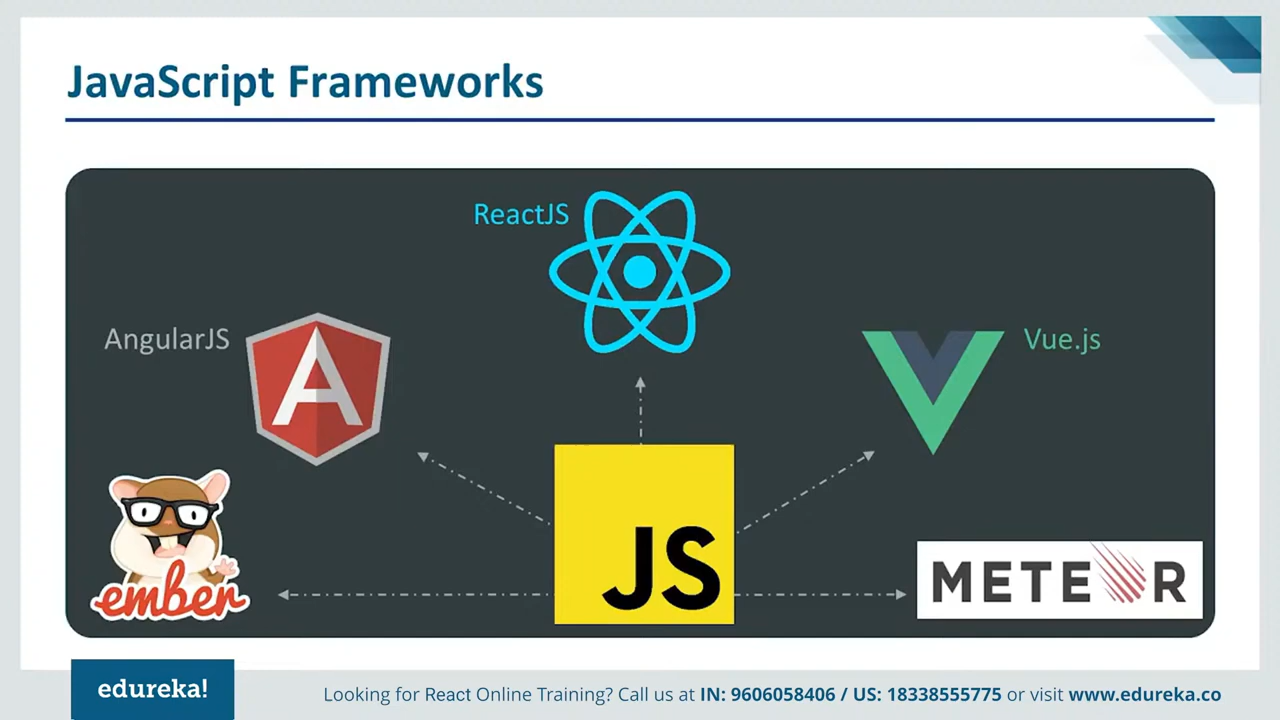 JavaScript Frameworks
ReactJS
AngularJS
Vue.js
ember
JS
METEOR
edureka!
Looking for React Online Training? Call us at IN: 9606058406 / US: 18338555775 or visit www.edureka.co